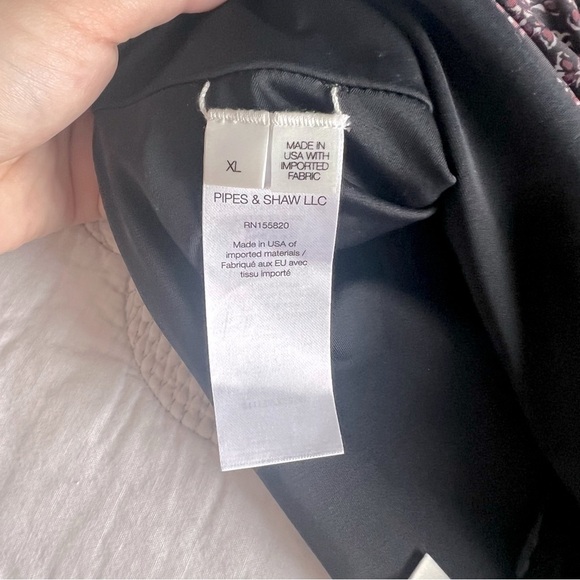 XL
MADE IN
USA WITH
IMPORTED
FABRIC
PIPES & SHAW LLC
RN155820
Made in USA of
imported materials /
Fabriqué aux EU avec
tissu importé